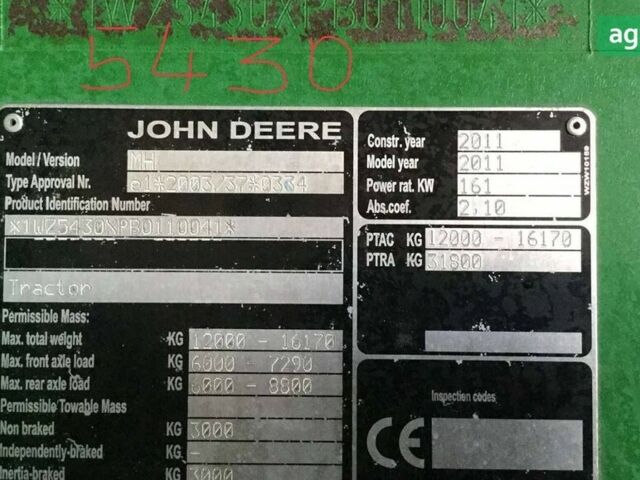 *1WZ5430XPB0110041*
5430
ag
JOHN DEERE
Model / Version MH
Type Approval Nr. e1*2003/37*0334
Product Identification Number
*1WZ5430XPB0110041*
Tractor
Permissible Mass:
Max. total weight KG 12000 - 16170
Max. front axle load KG 6000 - 7290
Max. rear axle load KG 8000 - 8800
Permissible Towable Mass
Non braked KG 3000
Independently-braked KG -
Inertia-braked KG 3000
Constr. year 2011
Model year 2011
Power rat. KW 161
Abs.coef. 2.10
WZW10189
PTAC KG 12000 - 16170
PTRA KG 31800
Inspection codes
CE